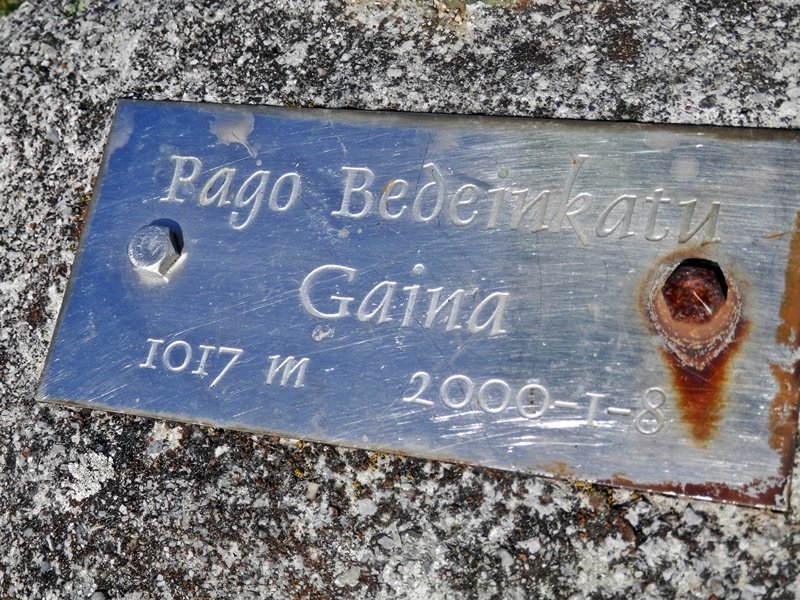 Pago Bedeinkatu
Gaina
1017 m 2000-1-8